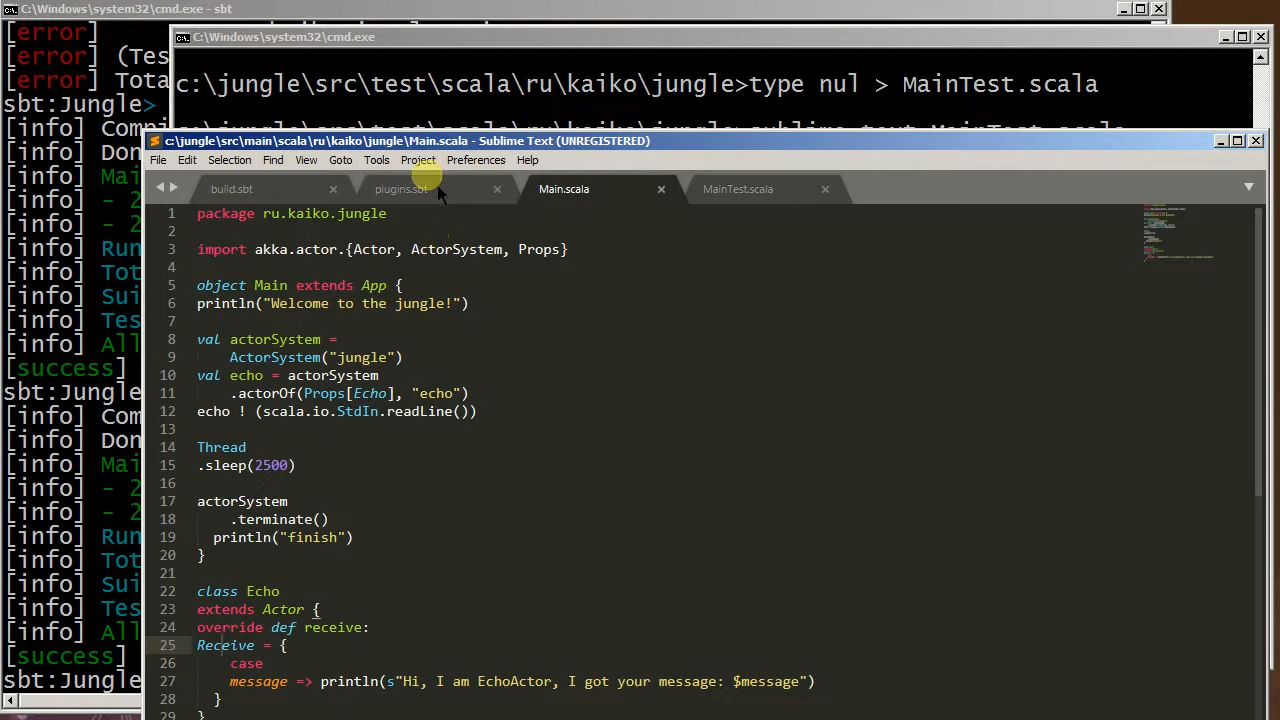 C:\Windows\system32\cmd.exe - sbt
[error]
[error] (Tes
[error] Tota
sbt:Jungle>
[info] Compi
[info] Don
[info] Mai
[info] - 2
[info] - 2
[info] Run
[info] Tot
[info] Sui
[info] Tes
[info] All
[success]
sbt:Jungle
[info] Com
[info] Don
[info] Mai
[info] - 2
[info] - 2
[info] Run
[info] Tot
[info] Sui
[info] Tes
[info] All
[success]
sbt:Jungl
C:\Windows\system32\cmd.exe
c:\jungle\src\test\scala\ru\kaiko\jungle>type nul > MainTest.scala
c:\jungle\src\main\scala\ru\kaiko\jungle\Main.scala - Sublime Text (UNREGISTERED)
File Edit Selection Find View Goto Tools Project Preferences Help
build.sbt plugins.sbt Main.scala MainTest.scala
1 package ru.kaiko.jungle
2
3 import akka.actor.{Actor, ActorSystem, Props}
4
5 object Main extends App {
6 println("Welcome to the jungle!")
7
8 val actorSystem =
9 ActorSystem("jungle")
10 val echo = actorSystem
11 .actorOf(Props[Echo], "echo")
12 echo ! (scala.io.StdIn.readLine())
13
14 Thread
15 .sleep(2500)
16
17 actorSystem
18 .terminate()
19 println("finish")
20 }
21
22 class Echo
23 extends Actor {
24 override def receive:
25 Receive = {
26 case
27 message => println(s"Hi, I am EchoActor, I got your message: $message")
28 }
29 }